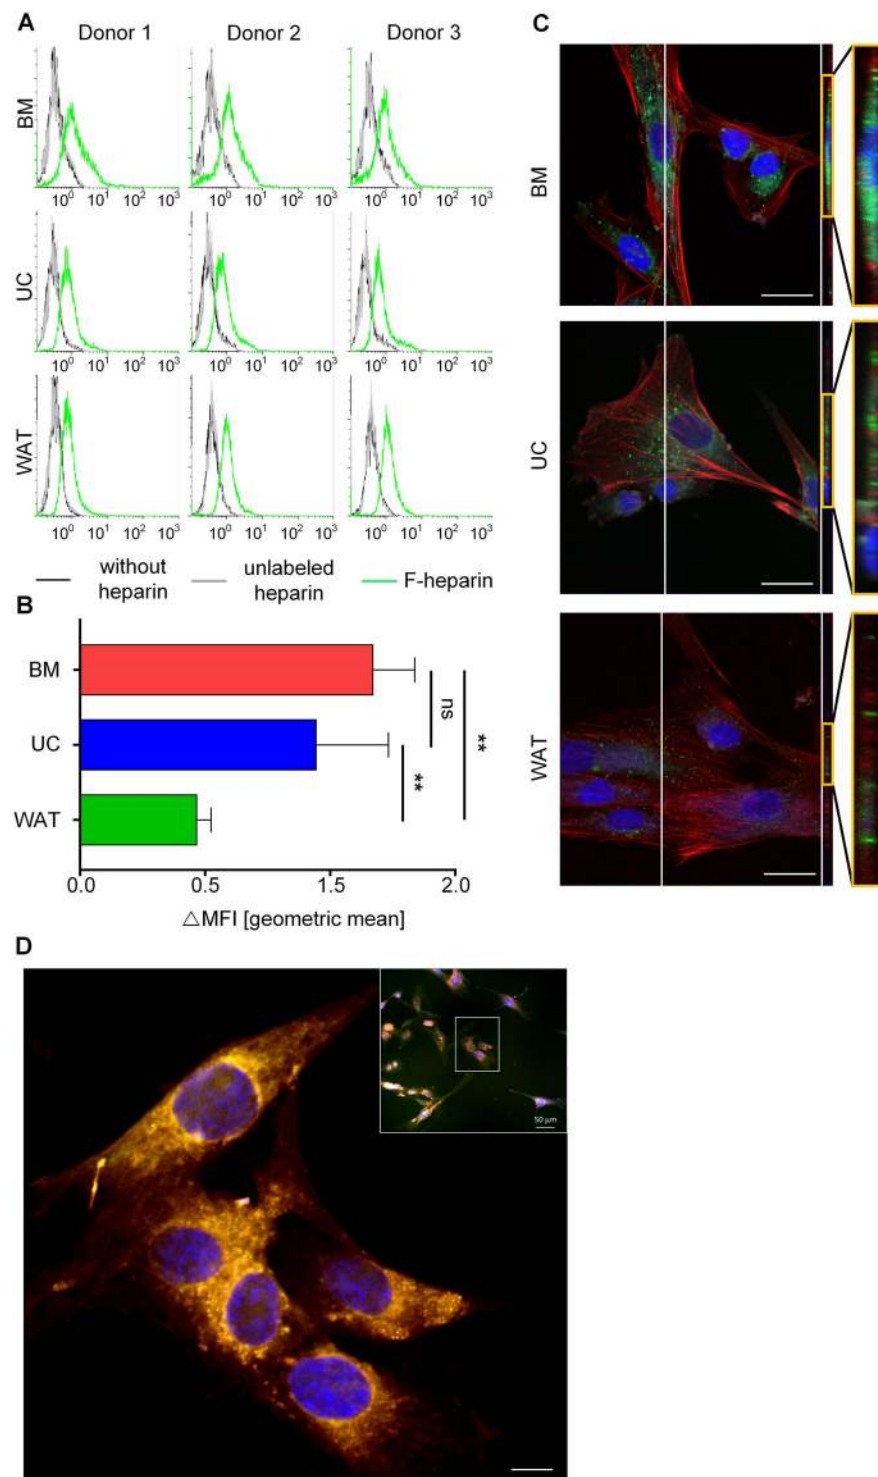 A
Donor 1 Donor 2 Donor 3
BM
10⁰ 10¹ 10² 10³ 10⁰ 10¹ 10² 10³ 10⁰ 10¹ 10² 10³
UC
10⁰ 10¹ 10² 10³ 10⁰ 10¹ 10² 10³ 10⁰ 10¹ 10² 10³
WAT
10⁰ 10¹ 10² 10³ 10⁰ 10¹ 10² 10³ 10⁰ 10¹ 10² 10³
without heparin
unlabeled heparin
F-heparin
B
BM
UC
WAT
ns
**
**
0.0 0.5 1.5 2.0
△MFI [geometric mean]
C
BM
UC
WAT
D
50 µm